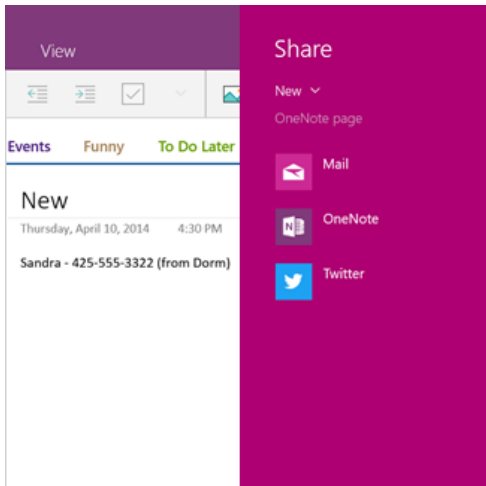 View
Events Funny To Do Later
New
Thursday, April 10, 2014 4:30 PM
Sandra - 425-555-3322 (from Dorm)
Share
New
OneNote page
Mail
N
OneNote
Twitter